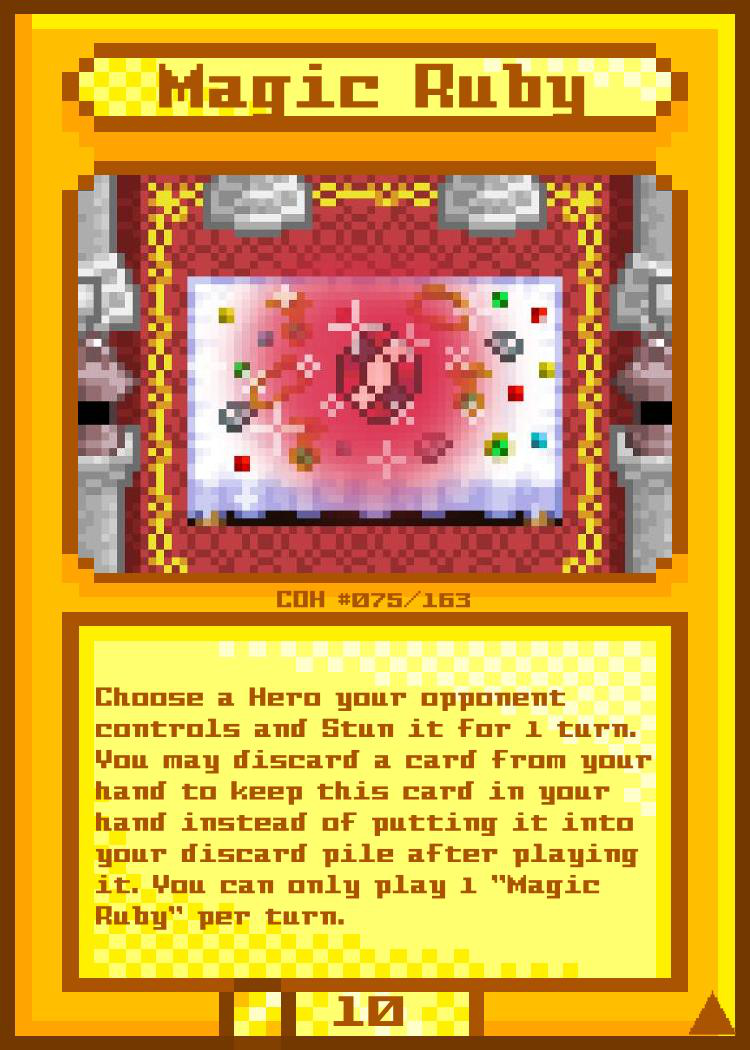 Magic Ruby
COH #075/163
Choose a Hero your opponent
controls and Stun it for 1 turn.
You may discard a card from your
hand to keep this card in your
hand instead of putting it into
your discard pile after playing
it. You can only play 1 "Magic
Ruby" per turn.
10